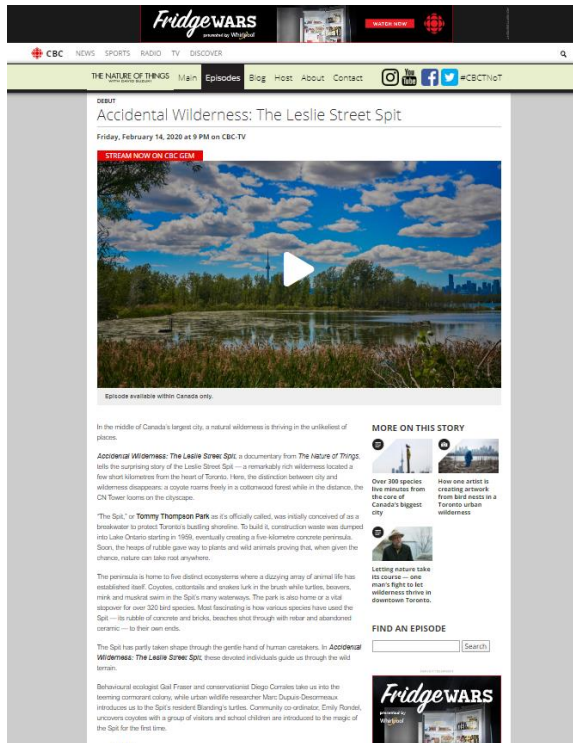 FridgeWARS
presented by Whirlpool
WATCH NOW
CBC NEWS SPORTS RADIO TV DISCOVER
THE NATURE OF THINGS Main Episodes Blog Host About Contact You Tube #CBCTNoT
WITH DAVID SUZUKI
DEBUT
Accidental Wilderness: The Leslie Street Spit
Friday, February 14, 2020 at 9 PM on CBC-TV
STREAM NOW ON CBC GEM
Episode available within Canada only.
In the middle of Canada's largest city, a natural wilderness is thriving in the unlikeliest of
places.
Accidental Wilderness: The Leslie Street Spit, a documentary from The Nature of Things,
tells the surprising story of the Leslie Street Spit — a remarkably rich wilderness located a
few short kilometres from the heart of Toronto. Here, the distinction between city and
wilderness disappears: a coyote roams freely in a cottonwood forest while in the distance, the
CN Tower looms on the cityscape.
"The Spit," or Tommy Thompson Park as it's officially called, was initially conceived of as a
breakwater to protect Toronto's bustling shoreline. To build it, construction waste was dumped
into Lake Ontario starting in 1959, eventually creating a five-kilometre concrete peninsula.
Soon, the heaps of rubble gave way to plants and wild animals proving that, when given the
chance, nature can take root anywhere.
The peninsula is home to five distinct ecosystems where a dizzying array of animal life has
established itself. Coyotes, cottontails and snakes lurk in the brush while turtles, beavers,
mink and muskrat swim in the Spit's many waterways. The park is also home or a vital
stopover for over 320 bird species. Most fascinating is how various species have used the
Spit — its rubble of concrete and bricks, beaches shot through with rebar and abandoned
ceramic — to their own ends.
The Spit has partly taken shape through the gentle hand of human caretakers. In Accidental
Wilderness: The Leslie Street Spit, these devoted individuals guide us through the wild
terrain.
Behavioural ecologist Gail Fraser and conservationist Diego Corrales take us into the
teeming cormorant colony, while urban wildlife researcher Marc Dupuis-Desormeaux
introduces us to the Spit's resident Blanding's turtles. Community co-ordinator, Emily Rondel,
uncovers coyotes with a group of visitors and school children are introduced to the magic of
the Spit for the first time.
MORE ON THIS STORY
Over 300 species
live minutes from
the core of
Canada's biggest
city
How one artist is
creating artwork
from bird nests in a
Toronto urban
wilderness
Letting nature take
its course — one
man's fight to let
wilderness thrive in
downtown Toronto.
FIND AN EPISODE
Search
FridgeWARS
presented by
Whirlpool